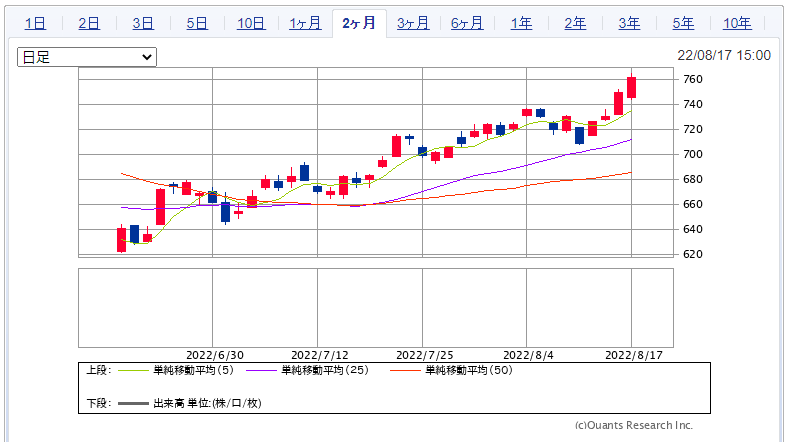 1日 2日 3日 5日 10日 1ヶ月 2ヶ月 3ヶ月 6ヶ月 1年 2年 3年 5年 10年
日足 22/08/17 15:00
760
740
720
700
680
660
640
620
2022/6/30 2022/7/12 2022/7/25 2022/8/4 2022/8/17
上段: 単純移動平均(5) 単純移動平均(25) 単純移動平均(50)
下段: 出来高 単位:(株/口/枚)
(c)Quants Research Inc.